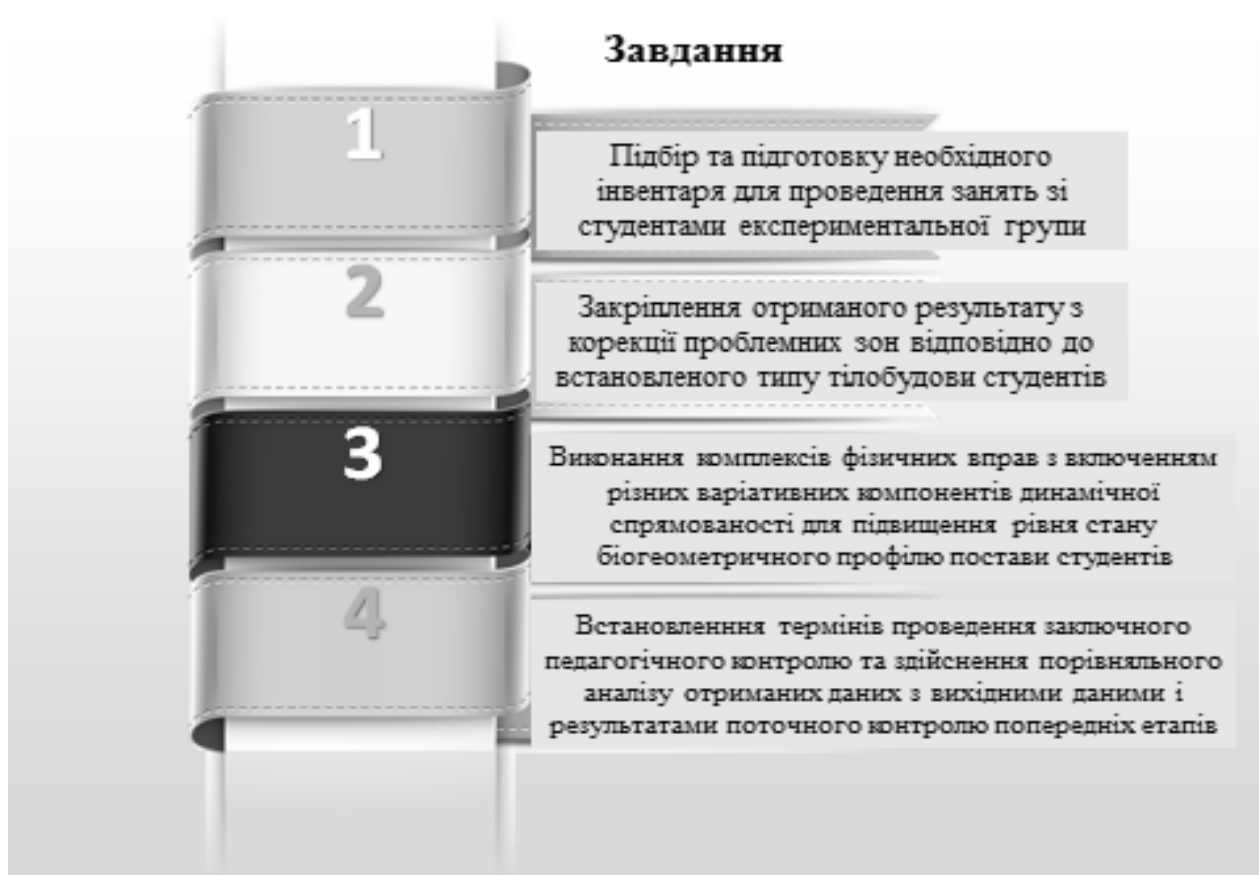 Завдання
1
Підбір та підготовку необхідного
інвентаря для проведення занять зі
студентами експериментальної групи
2
Закріплення отриманого результату з
корекції проблемних зон відповідно до
встановленого типу тілобудови студентів
3
Виконання комплексів фізичних вправ з включенням
різних варіативних компонентів динамічної
спрямованості для підвищення рівня стану
біогеометричного профілю постави студентів
4
Встановленння термінів проведення заключного
педагогічного контролю та здійснення порівняльного
аналізу отриманих даних з вихідними даними і
результатами поточного контролю попередніх етапів